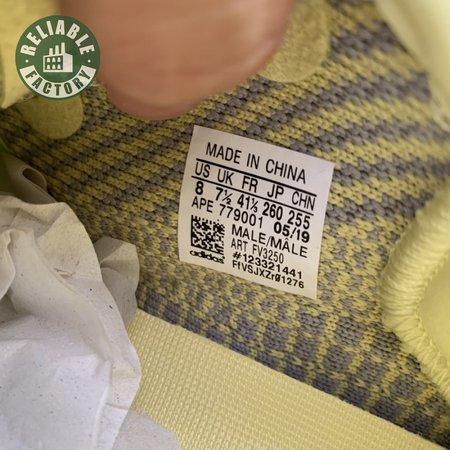 RELIABLE
FACTORY
MADE IN CHINA
US UK FR JP CHN
8 7½ 41⅓ 260 255
APE 779001 05/19
MALE/MÂLE
ART FV3250
#123321441
adidas